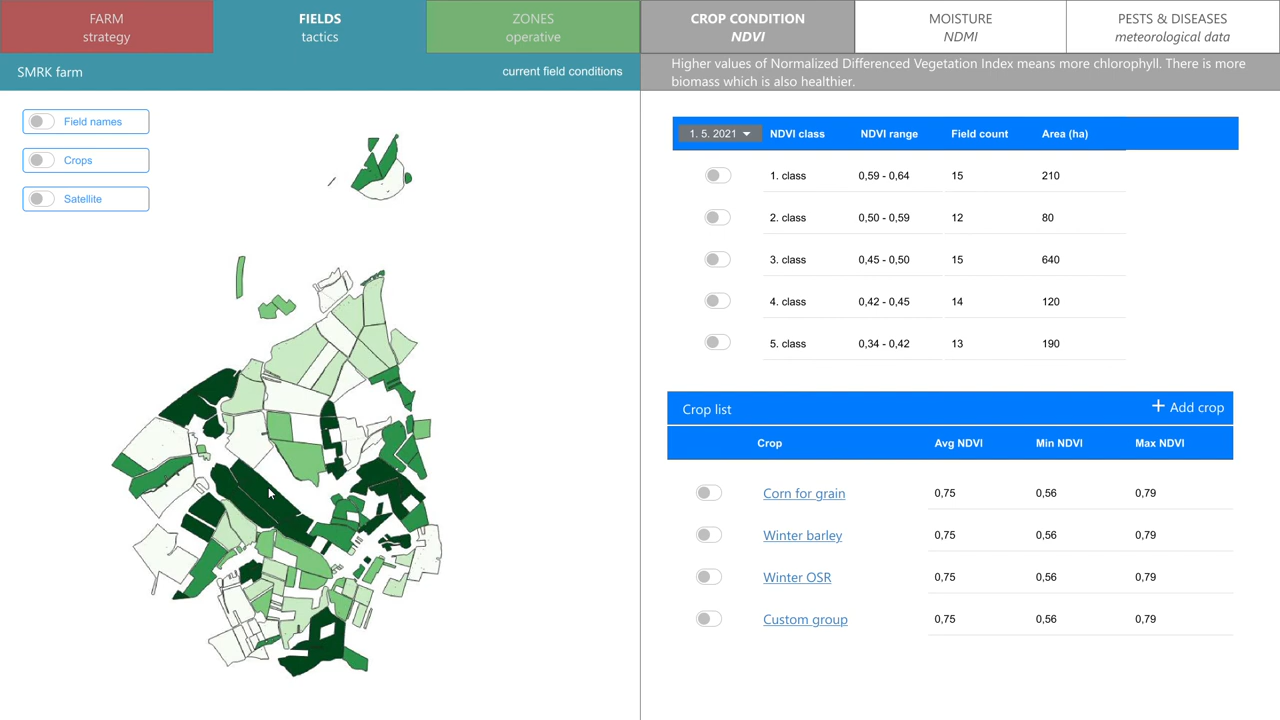 FARM
strategy
FIELDS
tactics
ZONES
operative
CROP CONDITION
NDVI
MOISTURE
NDMI
PESTS & DISEASES
meteorological data
SMRK farm
current field conditions
Higher values of Normalized Differenced Vegetation Index means more chlorophyll. There is more
biomass which is also healthier.
Field names
Crops
Satellite
1. 5. 2021 NDVI class NDVI range Field count Area (ha)
1. class 0,59 - 0,64 15 210
2. class 0,50 - 0,59 12 80
3. class 0,45 - 0,50 15 640
4. class 0,42 - 0,45 14 120
5. class 0,34 - 0,42 13 190
Crop list + Add crop
Crop Avg NDVI Min NDVI Max NDVI
Corn for grain 0,75 0,56 0,79
Winter barley 0,75 0,56 0,79
Winter OSR 0,75 0,56 0,79
Custom group 0,75 0,56 0,79